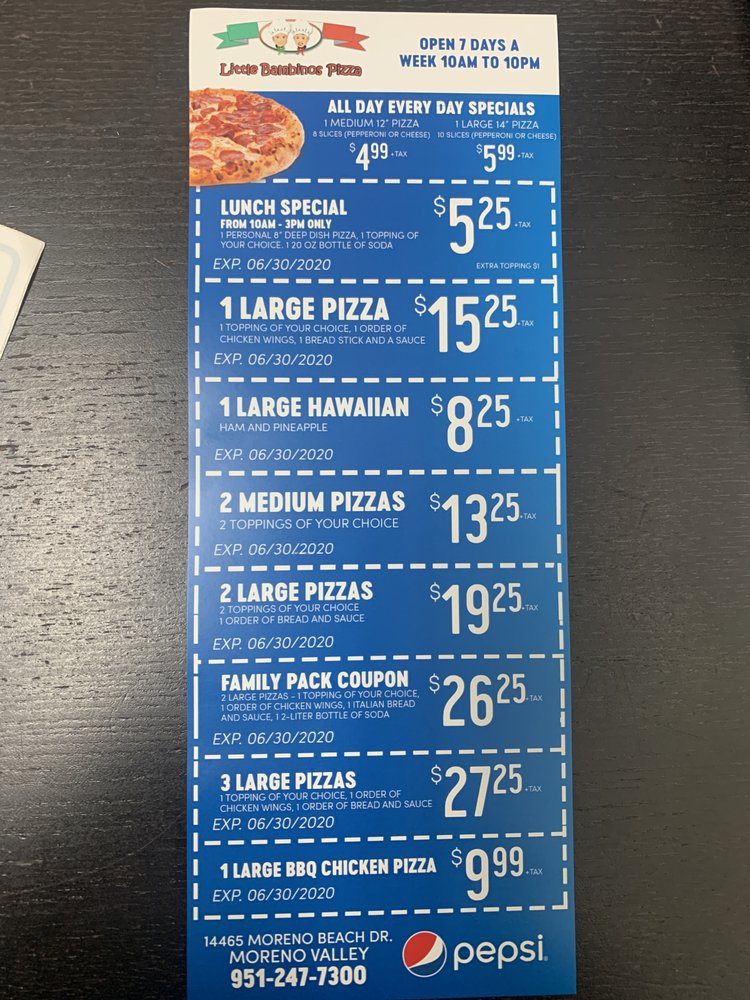 Little Bambinos Pizza
OPEN 7 DAYS A
WEEK 10AM TO 10PM
ALL DAY EVERY DAY SPECIALS
1 MEDIUM 12" PIZZA
8 SLICES (PEPPERONI OR CHEESE)
$4.99 +TAX
1 LARGE 14" PIZZA
10 SLICES (PEPPERONI OR CHEESE)
$5.99 +TAX
LUNCH SPECIAL
FROM 10AM - 3PM ONLY
1 PERSONAL 8" DEEP DISH PIZZA, 1 TOPPING OF
YOUR CHOICE. 1 20 OZ BOTTLE OF SODA
EXP. 06/30/2020
$5.25 +TAX
EXTRA TOPPING $1
1 LARGE PIZZA
1 TOPPING OF YOUR CHOICE, 1 ORDER OF
CHICKEN WINGS, 1 BREAD STICK AND A SAUCE
EXP. 06/30/2020
$15.25 +TAX
1 LARGE HAWAIIAN
HAM AND PINEAPPLE
EXP. 06/30/2020
$8.25 +TAX
2 MEDIUM PIZZAS
2 TOPPINGS OF YOUR CHOICE
EXP. 06/30/2020
$13.25 +TAX
2 LARGE PIZZAS
2 TOPPINGS OF YOUR CHOICE
1 ORDER OF BREAD AND SAUCE
EXP. 06/30/2020
$19.25 +TAX
FAMILY PACK COUPON
2 LARGE PIZZAS - 1 TOPPING OF YOUR CHOICE,
1 ORDER OF CHICKEN WINGS, 1 ITALIAN BREAD
AND SAUCE, 1 2-LITER BOTTLE OF SODA
EXP. 06/30/2020
$26.25 +TAX
3 LARGE PIZZAS
1 TOPPING OF YOUR CHOICE, 1 ORDER OF
CHICKEN WINGS, 1 ORDER OF BREAD AND SAUCE
EXP. 06/30/2020
$27.25 +TAX
1 LARGE BBQ CHICKEN PIZZA
EXP. 06/30/2020
$9.99 +TAX
14465 MORENO BEACH DR.
MORENO VALLEY
951-247-7300
pepsi